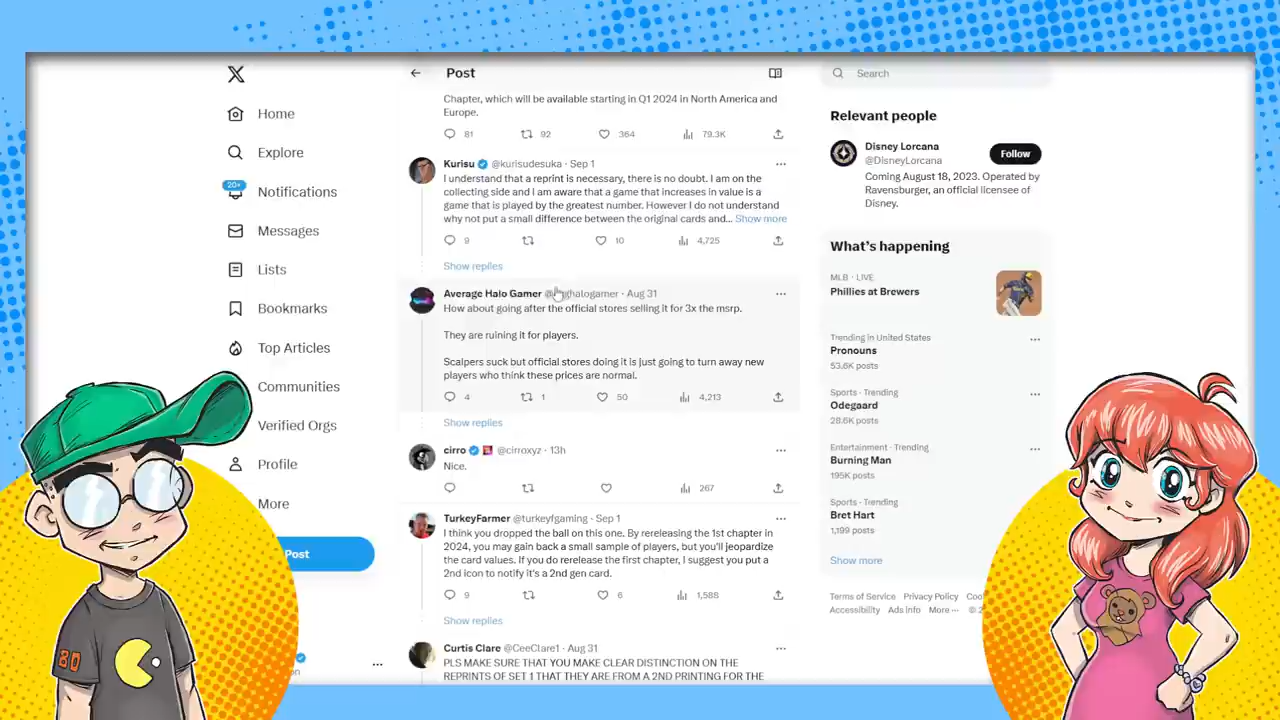 Home
Explore
20+
Notifications
Messages
Lists
Bookmarks
Top Articles
Communities
Verified Orgs
Profile
More
Post
Post
Chapter, which will be available starting in Q1 2024 in North America and
Europe.
81 92 364 79.3K
Kurisu @kurisudesuka · Sep 1
I understand that a reprint is necessary, there is no doubt. I am on the
collecting side and I am aware that a game that increases in value is a
game that is played by the greatest number. However I do not understand
why not put a small difference between the original cards and... Show more
9 10 4,725
Show replies
Average Halo Gamer halogamer · Aug 31
How about going after the official stores selling it for 3x the msrp.
They are ruining it for players.
Scalpers suck but official stores doing it is just going to turn away new
players who think these prices are normal.
4 1 50 4,213
Show replies
cirro @cirroxyz · 13h
Nice.
267
TurkeyFarmer @turkeyfgaming · Sep 1
I think you dropped the ball on this one. By rereleasing the 1st chapter in
2024, you may gain back a small sample of players, but you'll jeopardize
the card values. If you do rerelease the first chapter, I suggest you put a
2nd icon to notify it's a 2nd gen card.
9 6 1,588
Show replies
Curtis Clare @CeeClare1 · Aug 31
PLS MAKE SURE THAT YOU MAKE CLEAR DISTINCTION ON THE
REPRINTS OF SET 1 THAT THEY ARE FROM A 2ND PRINTING FOR THE
Search
Relevant people
Disney Lorcana
@DisneyLorcana
Follow
Coming August 18, 2023. Operated by
Ravensburger, an official licensee of
Disney.
What's happening
MLB · LIVE
Phillies at Brewers
Trending in United States
Pronouns
53.6K posts
Sports · Trending
Odegaard
28.6K posts
Entertainment · Trending
Burning Man
195K posts
Sports · Trending
Bret Hart
1,199 posts
Show more
Terms of Service Privacy Policy Coo
Accessibility Ads info More ··· © 2
80